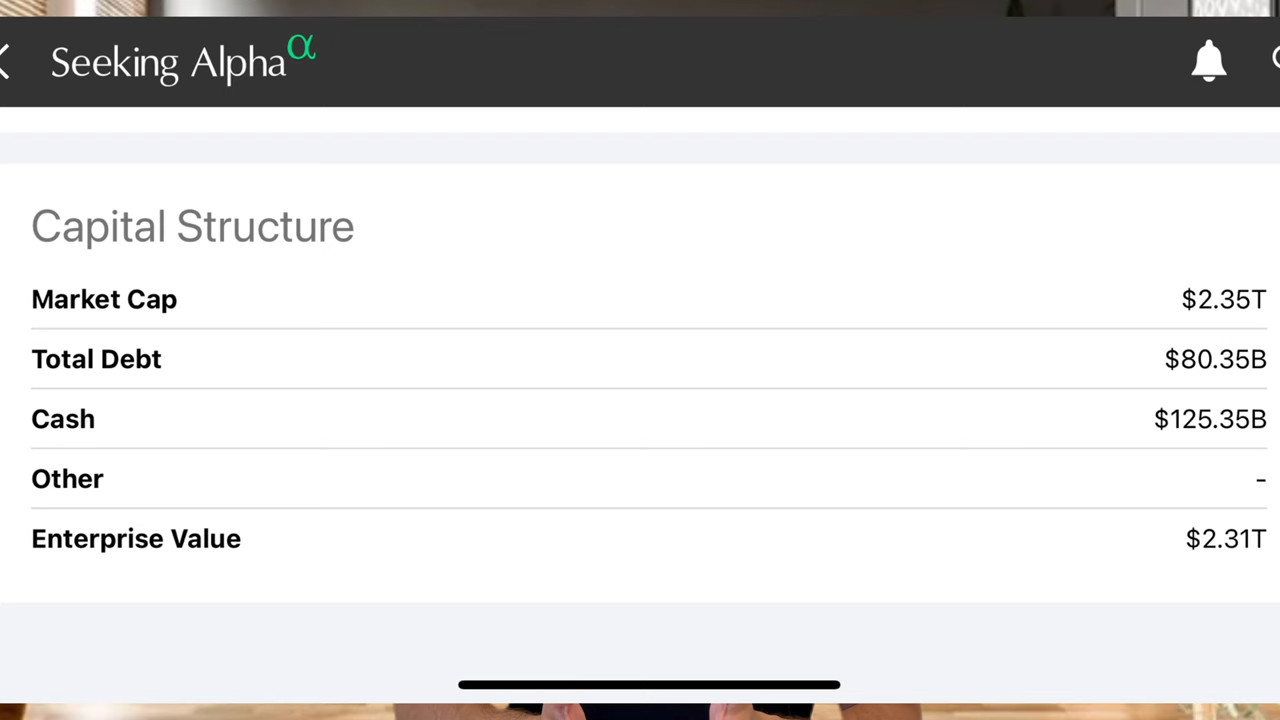 Seeking Alpha α
Capital Structure
Market Cap $2.35T
Total Debt $80.35B
Cash $125.35B
Other -
Enterprise Value $2.31T